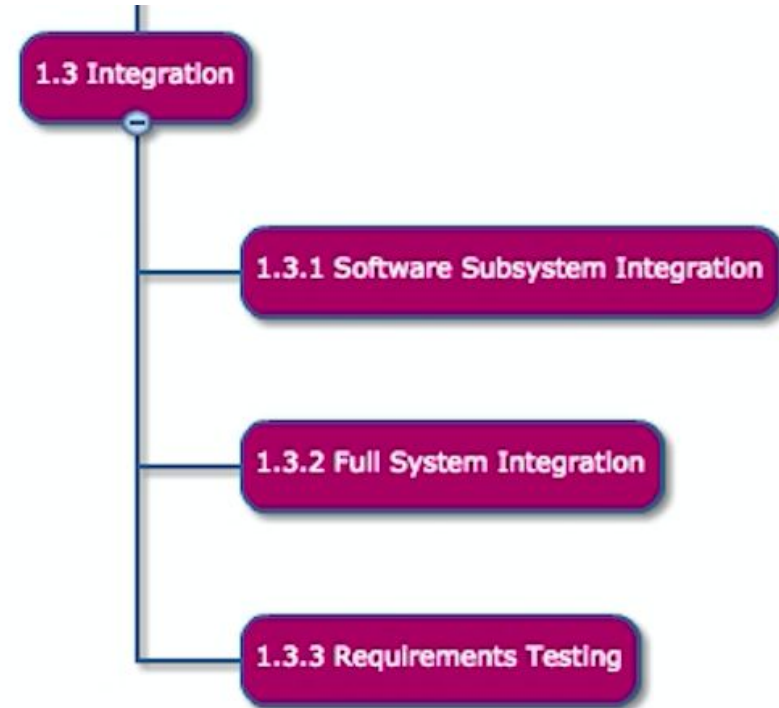 1.3 Integration
1.3.1 Software Subsystem Integration
1.3.2 Full System Integration
1.3.3 Requirements Testing